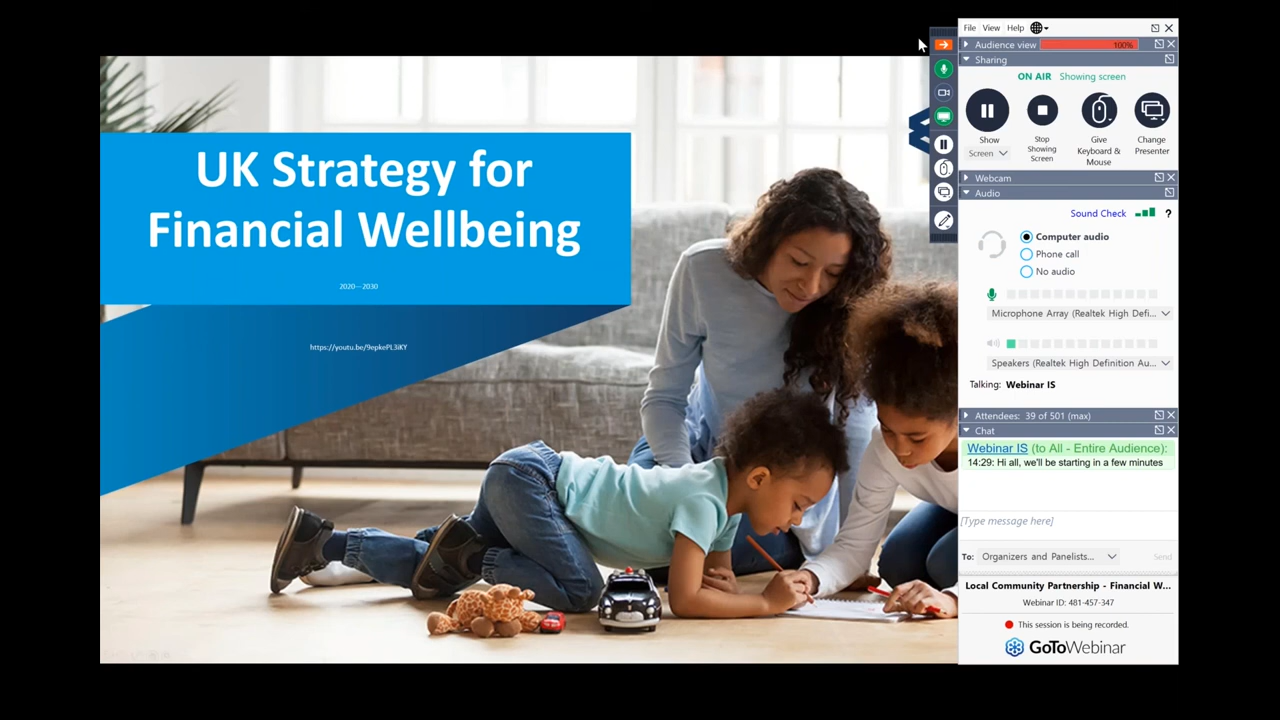 UK Strategy for
Financial Wellbeing
2020—2030
https://youtu.be/9epkePL3iKY
File View Help
Audience view 100%
Sharing
ON AIR Showing screen
Show
Screen
Stop
Showing
Screen
Give
Keyboard &
Mouse
Change
Presenter
Webcam
Audio
Sound Check ?
Computer audio
Phone call
No audio
Microphone Array (Realtek High Defi...
Speakers (Realtek High Definition Au...
Talking: Webinar IS
Attendees: 39 of 501 (max)
Chat
Webinar IS (to All - Entire Audience):
14:29: Hi all, we'll be starting in a few minutes
[Type message here]
To: Organizers and Panelists... Send
Local Community Partnership - Financial W...
Webinar ID: 481-457-347
This session is being recorded.
GoToWebinar